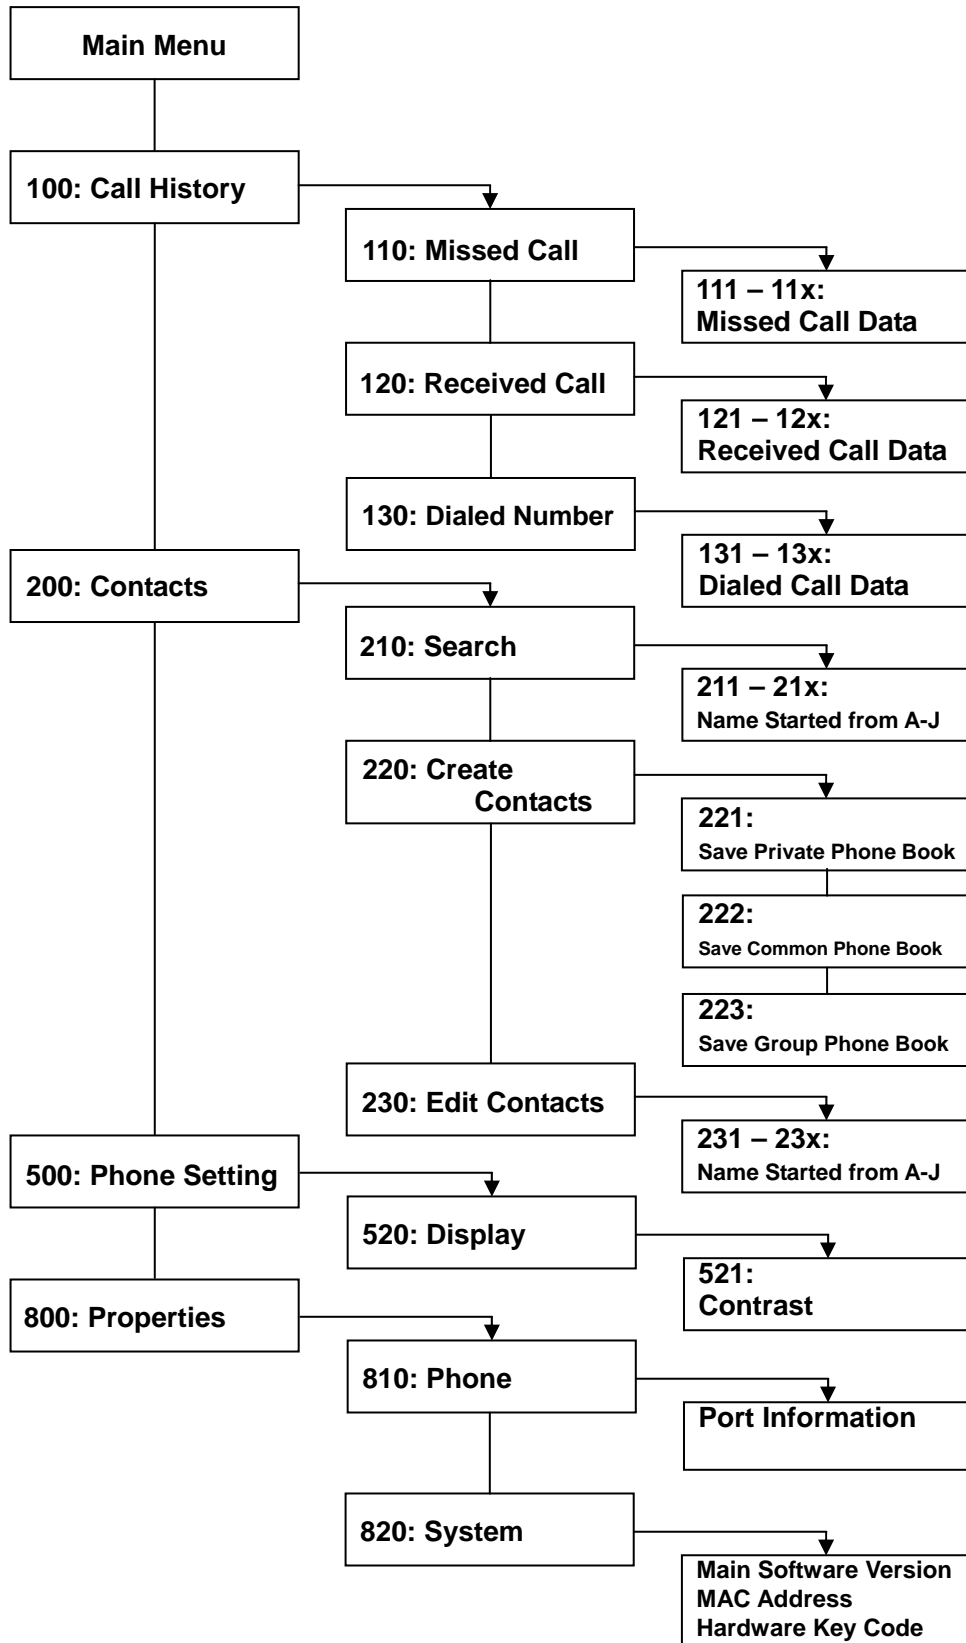 Main Menu
100: Call History
110: Missed Call
111 – 11x:
Missed Call Data
120: Received Call
121 – 12x:
Received Call Data
130: Dialed Number
131 – 13x:
Dialed Call Data
200: Contacts
210: Search
211 – 21x:
Name Started from A-J
220: Create
Contacts
221:
Save Private Phone Book
222:
Save Common Phone Book
223:
Save Group Phone Book
230: Edit Contacts
231 – 23x:
Name Started from A-J
500: Phone Setting
520: Display
521:
Contrast
800: Properties
810: Phone
Port Information
820: System
Main Software Version
MAC Address
Hardware Key Code